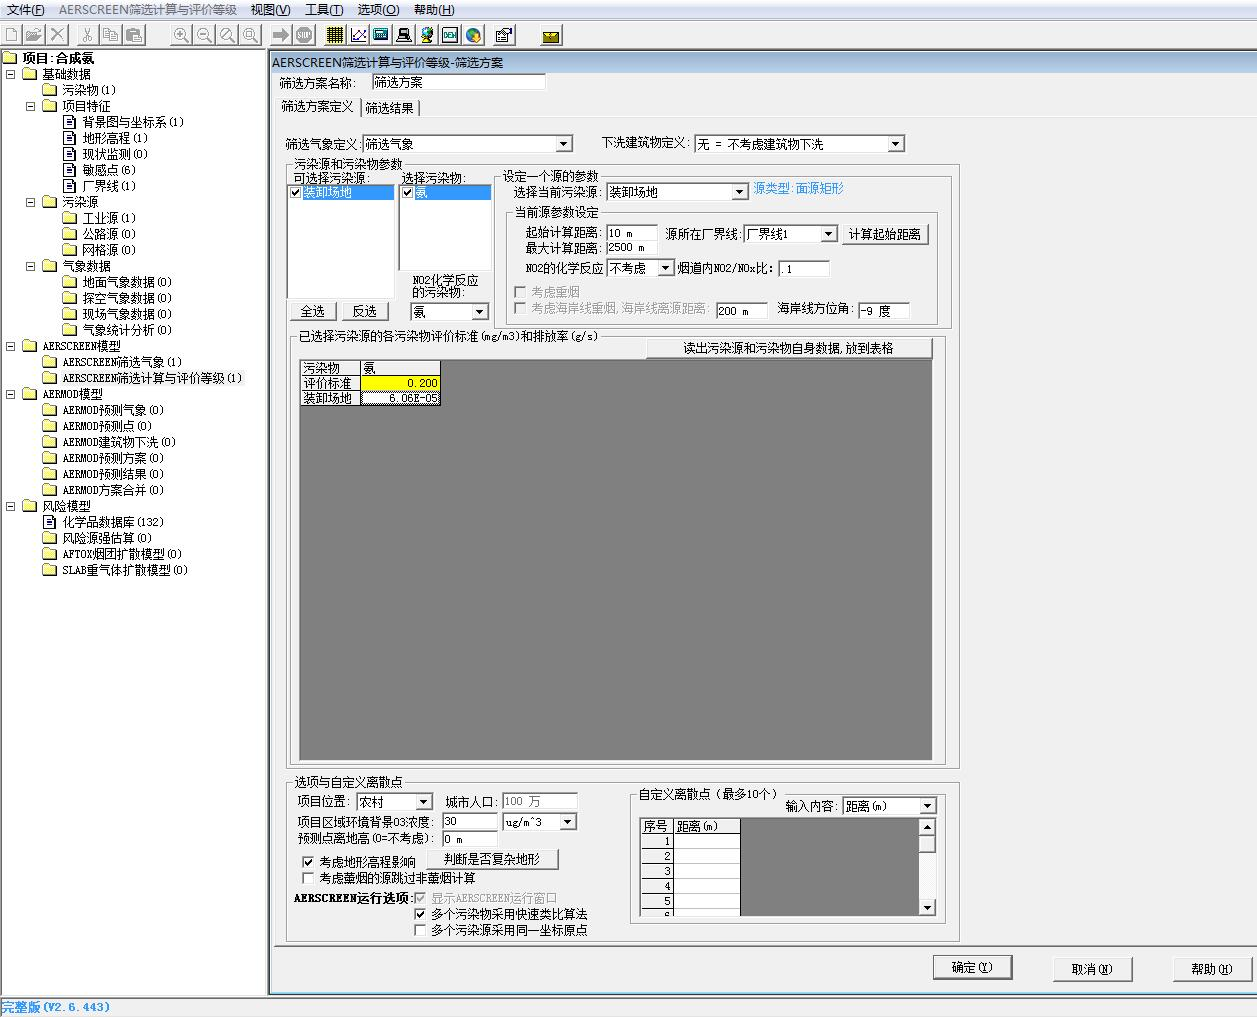 文件(F) AERSCREEN筛选计算与评价等级 视图(V) 工具(T) 选项(O) 帮助(H)
项目:合成氨
基础数据
污染物(1)
项目特征
背景图与坐标系(1)
地形高程(1)
现状监测(0)
敏感点(6)
厂界线(1)
污染源
工业源(1)
公路源(0)
网格源(0)
气象数据
地面气象数据(0)
探空气象数据(0)
现场气象数据(0)
气象统计分析(0)
AERSCREEN模型
AERSCREEN筛选气象(1)
AERSCREEN筛选计算与评价等级(1)
AERMOD模型
AERMOD预测气象(0)
AERMOD预测点(0)
AERMOD建筑物下洗(0)
AERMOD预测方案(0)
AERMOD预测结果(0)
AERMOD方案合并(0)
风险模型
化学品数据库(132)
风险源强估算(0)
AFTOX烟团扩散模型(0)
SLAB重气体扩散模型(0)
AERSCREEN筛选计算与评价等级-筛选方案
筛选方案名称: 筛选方案
筛选方案定义 筛选结果
筛选气象定义: 筛选气象 下洗建筑物定义: 无 = 不考虑建筑物下洗
污染源和污染物参数
可选择污染源: 选择污染物:
装卸场地 氨
NO2化学反应
的污染物:
全选 反选 氨
设定一个源的参数
选择当前污染源: 装卸场地 源类型:面源矩形
当前源参数设定
起始计算距离: 10 m 源所在厂界线: 厂界线1 计算起始距离
最大计算距离: 2500 m
NO2的化学反应 不考虑 烟道内NO2/NOx比: .1
考虑重烟
考虑海岸线重烟,海岸线离源距离: 200 m 海岸线方位角: -9 度
已选择污染源的各污染物评价标准(mg/m3)和排放率(g/s)
读出污染源和污染物自身数据,放到表格
污染物 氨
评价标准 0.200
装卸场地 6.06E-05
选项与自定义离散点
项目位置: 农村 城市人口: 100 万
项目区域环境背景O3浓度: 30 ug/m^3
预测点离地高(0=不考虑): 0 m
考虑地形高程影响 判断是否复杂地形
考虑薰烟的源跳过非薰烟计算
AERSCREEN运行选项: 显示AERSCREEN运行窗口
多个污染物采用快速类比算法
多个污染源采用同一坐标原点
自定义离散点(最多10个)
输入内容: 距离(m)
序号 距离(m)
1
2
3
4
5
6
确定(Y) 取消(N) 帮助(H)
完整版(V2.6.443)